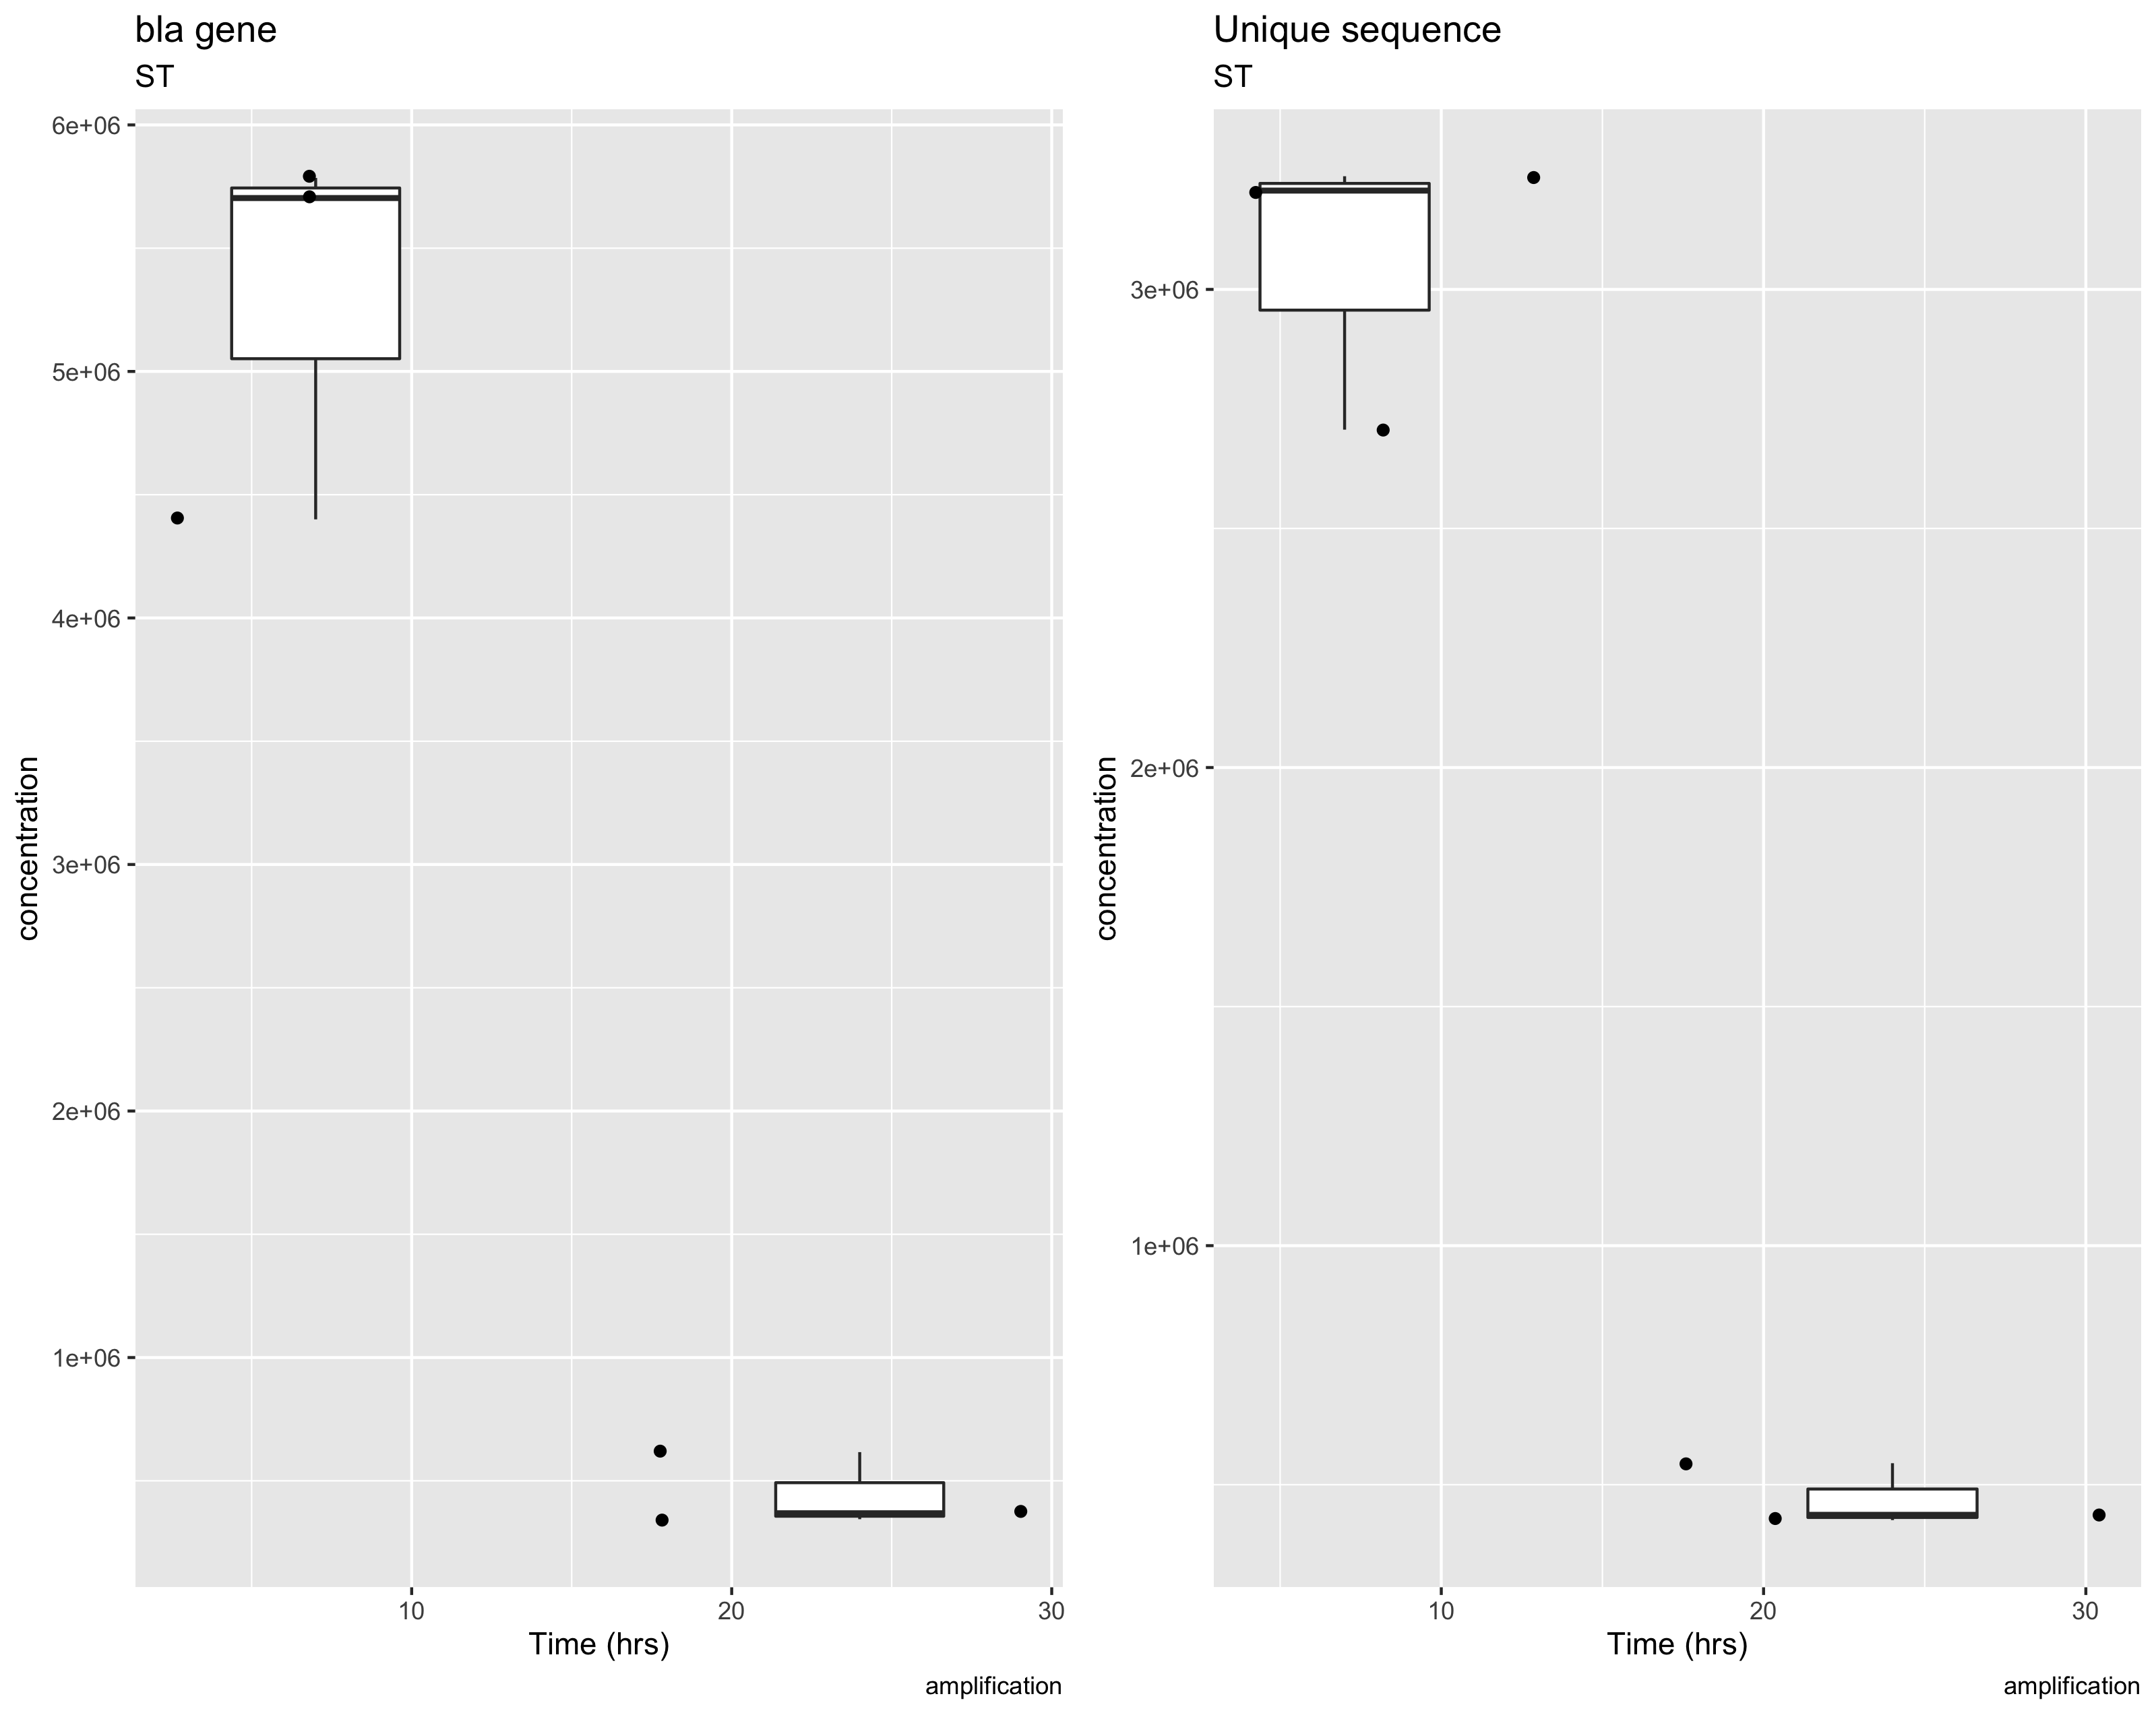 bla gene
ST
6e+06
5e+06
4e+06
3e+06
2e+06
1e+06
concentration
10 20 30
Time (hrs)
amplification
Unique sequence
ST
3e+06
2e+06
1e+06
concentration
10 20 30
Time (hrs)
amplification